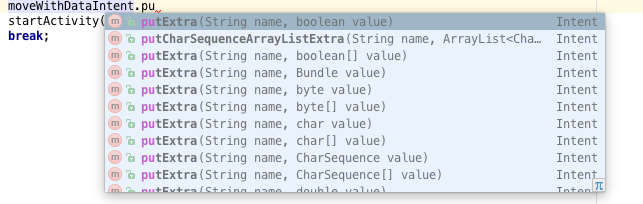 moveWithDataIntent.pu
startActivity(
break;
m putExtra(String name, boolean value) Intent
m putCharSequenceArrayListExtra(String name, ArrayList<Cha… Intent
m putExtra(String name, boolean[] value) Intent
m putExtra(String name, Bundle value) Intent
m putExtra(String name, byte value) Intent
m putExtra(String name, byte[] value) Intent
m putExtra(String name, char value) Intent
m putExtra(String name, char[] value) Intent
m putExtra(String name, CharSequence value) Intent
m putExtra(String name, CharSequence[] value) Intent
m putExtra(String name, double value) Intent
π